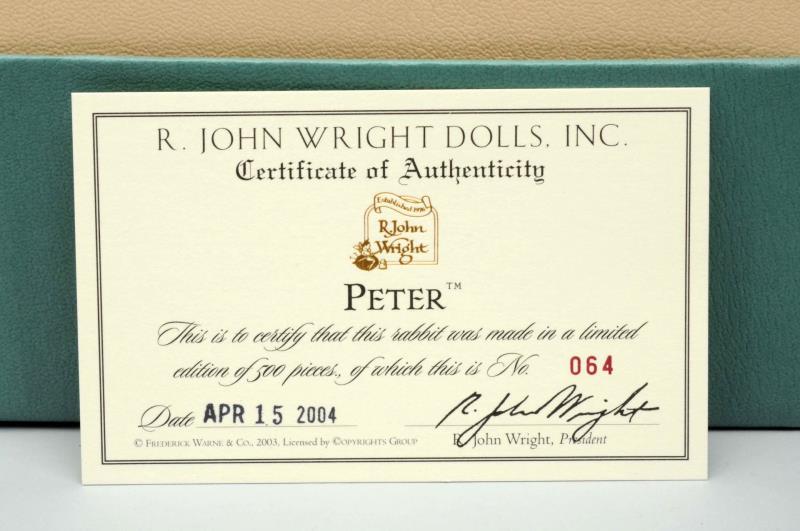 R. JOHN WRIGHT DOLLS, INC.
Certificate of Authenticity
Established 1976
R. John
Wright
PETER™
This is to certify that this rabbit was made in a limited
edition of 500 pieces., of which this is No. 064
Date APR 15 2004 R. John Wright
© FREDERICK WARNE & CO., 2003, Licensed by ©OPYRIGHTS GROUP R. John Wright, President